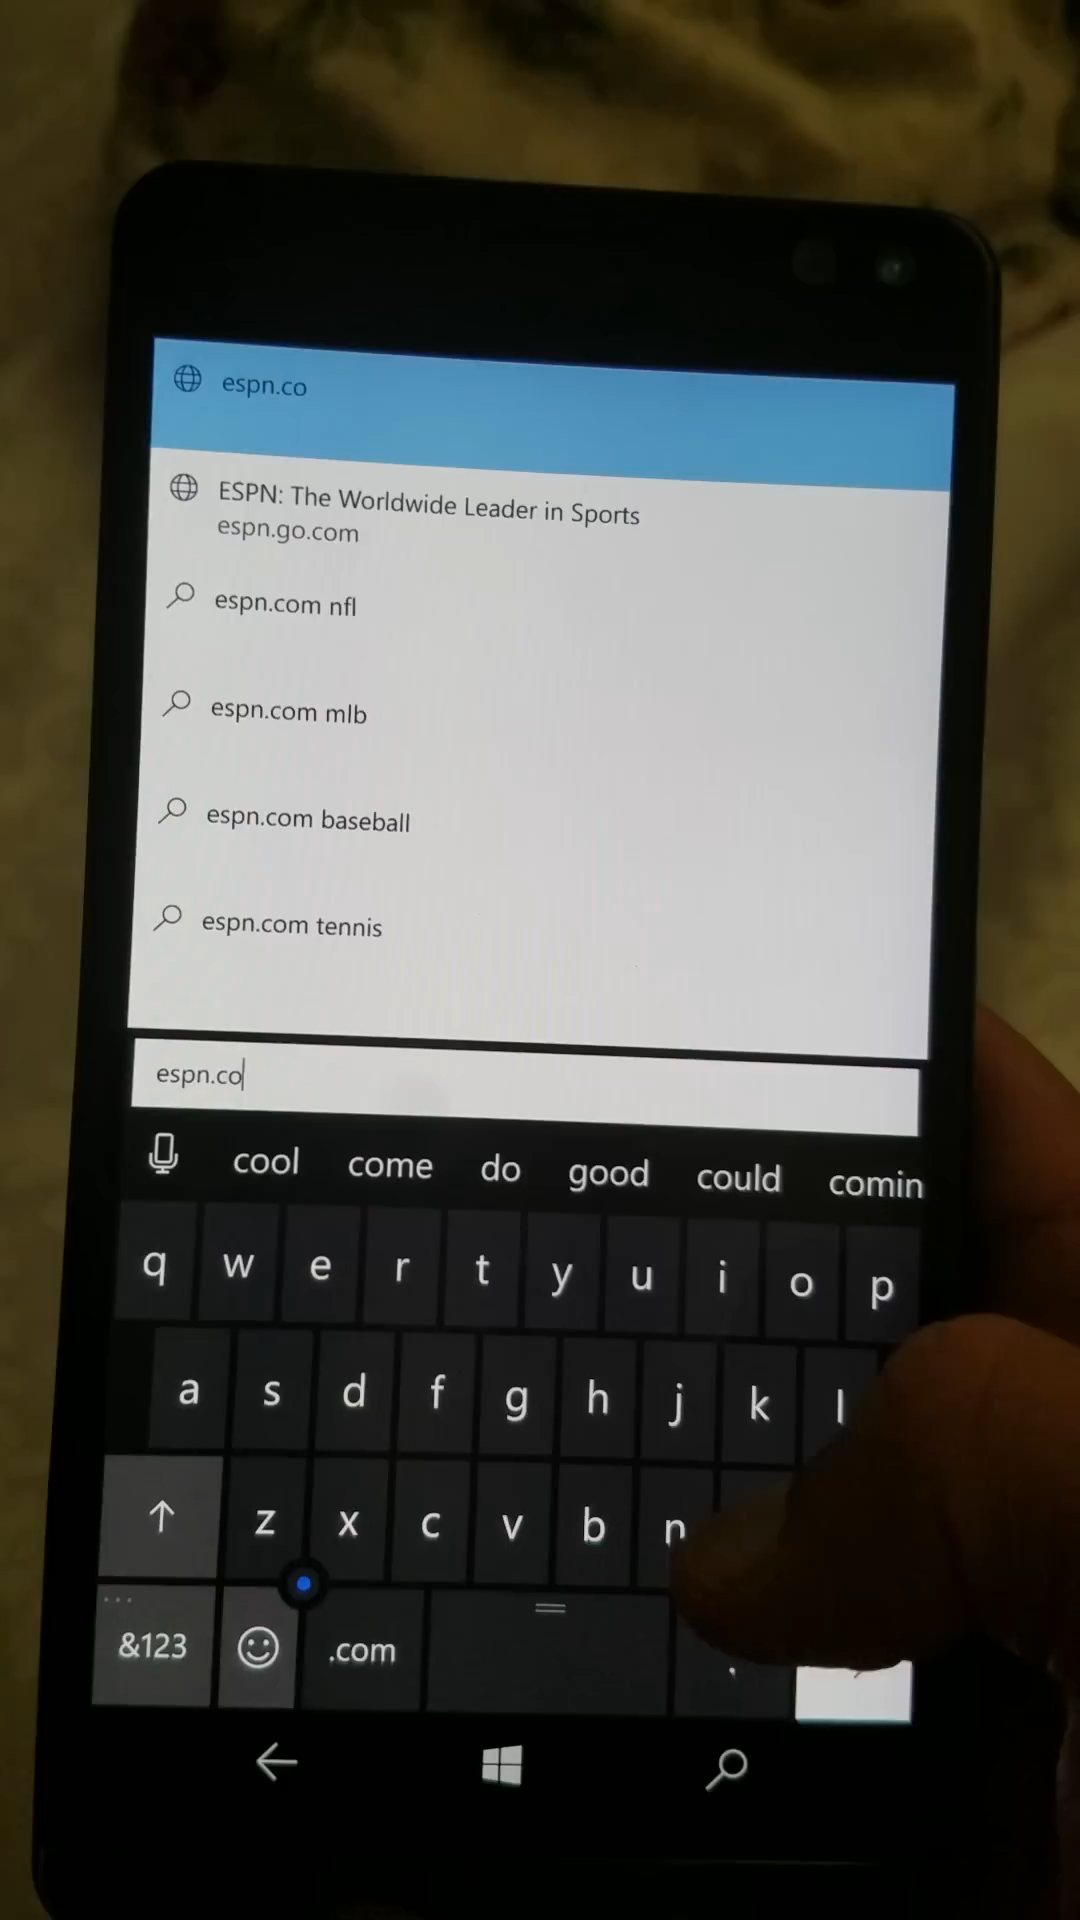 espn.co
ESPN: The Worldwide Leader in Sports
espn.go.com
espn.com nfl
espn.com mlb
espn.com baseball
espn.com tennis
espn.co
cool come do good could comin
q w e r t y u i o p
a s d f g h j k l
z x c v b n
&123 .com